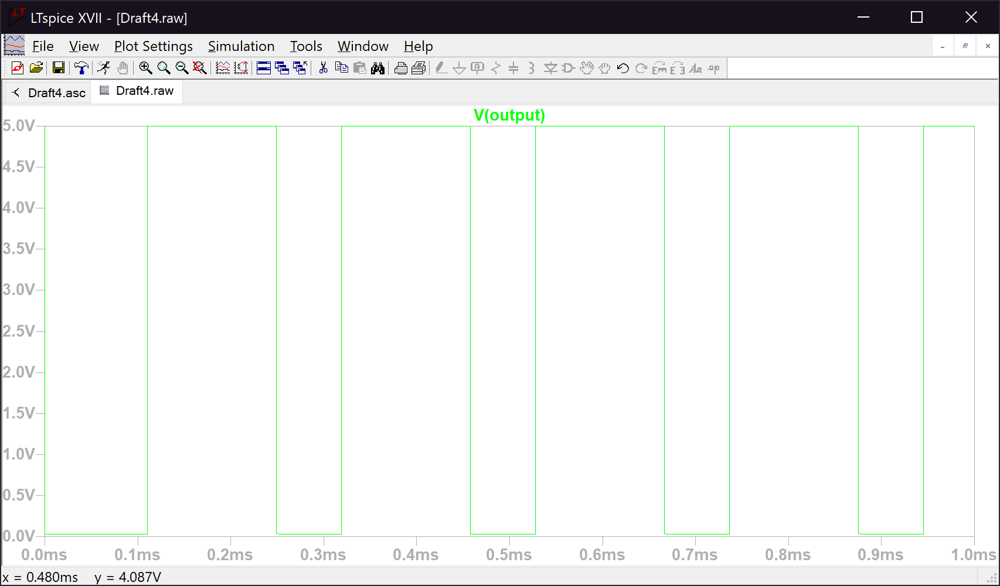 LTspice XVII - [Draft4.raw]
File View Plot Settings Simulation Tools Window Help
Draft4.asc Draft4.raw
V(output)
5.0V
4.5V
4.0V
3.5V
3.0V
2.5V
2.0V
1.5V
1.0V
0.5V
0.0V
0.0ms 0.1ms 0.2ms 0.3ms 0.4ms 0.5ms 0.6ms 0.7ms 0.8ms 0.9ms 1.0ms
x = 0.480ms y = 4.087V